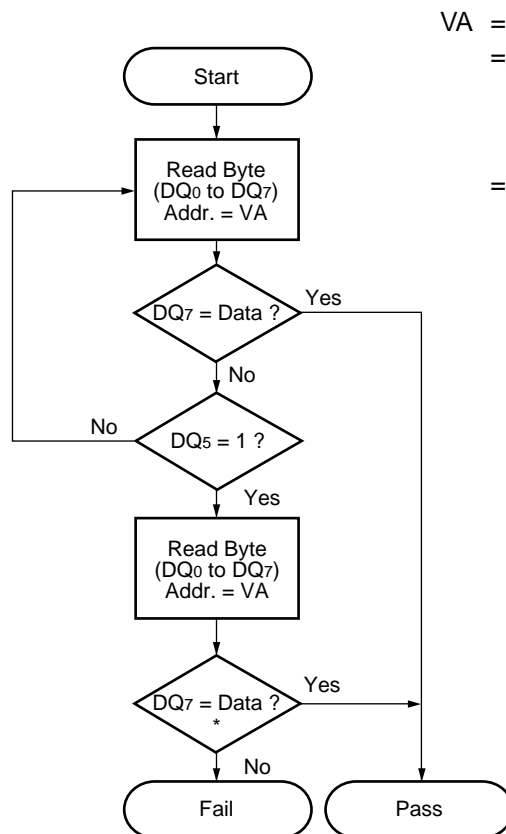 VA =
=
=
Start
Read Byte
(DQ0 to DQ7)
Addr. = VA
DQ7 = Data ?
Yes
No
DQ5 = 1 ?
No
Yes
Read Byte
(DQ0 to DQ7)
Addr. = VA
DQ7 = Data ?
*
Yes
No
Fail
Pass